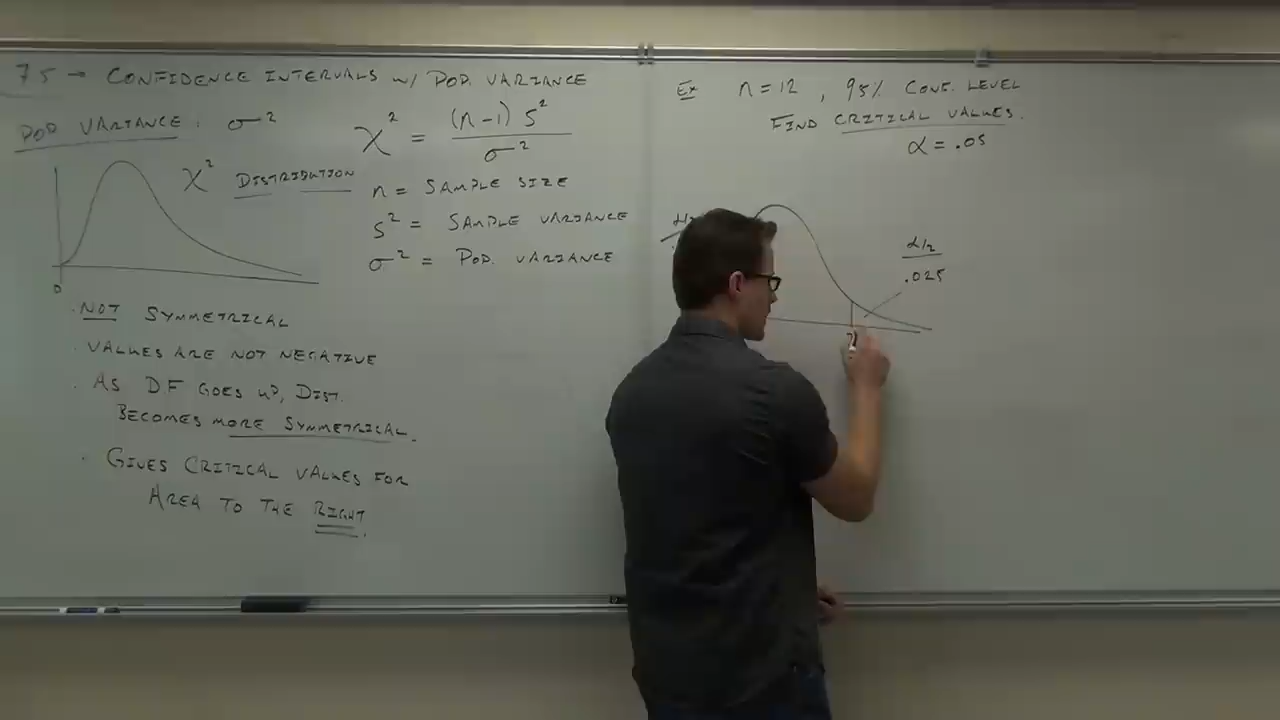 7.5 → CONFIDENCE INTERVALS W/ POP. VARIANCE
POP VARIANCE: σ²
χ² = (n-1) s² / σ²
χ² DISTRIBUTION
n = SAMPLE SIZE
s² = SAMPLE VARIANCE
σ² = POP. VARIANCE
0
· NOT SYMMETRICAL
· VALUES ARE NOT NEGATIVE
· AS D.F GOES UP, DIST.
BECOMES MORE SYMMETRICAL.
· GIVES CRITICAL VALUES FOR
AREA TO THE RIGHT.
Ex n = 12, 95% CONF. LEVEL
FIND CRITICAL VALUES.
α = .05
α/2
.025